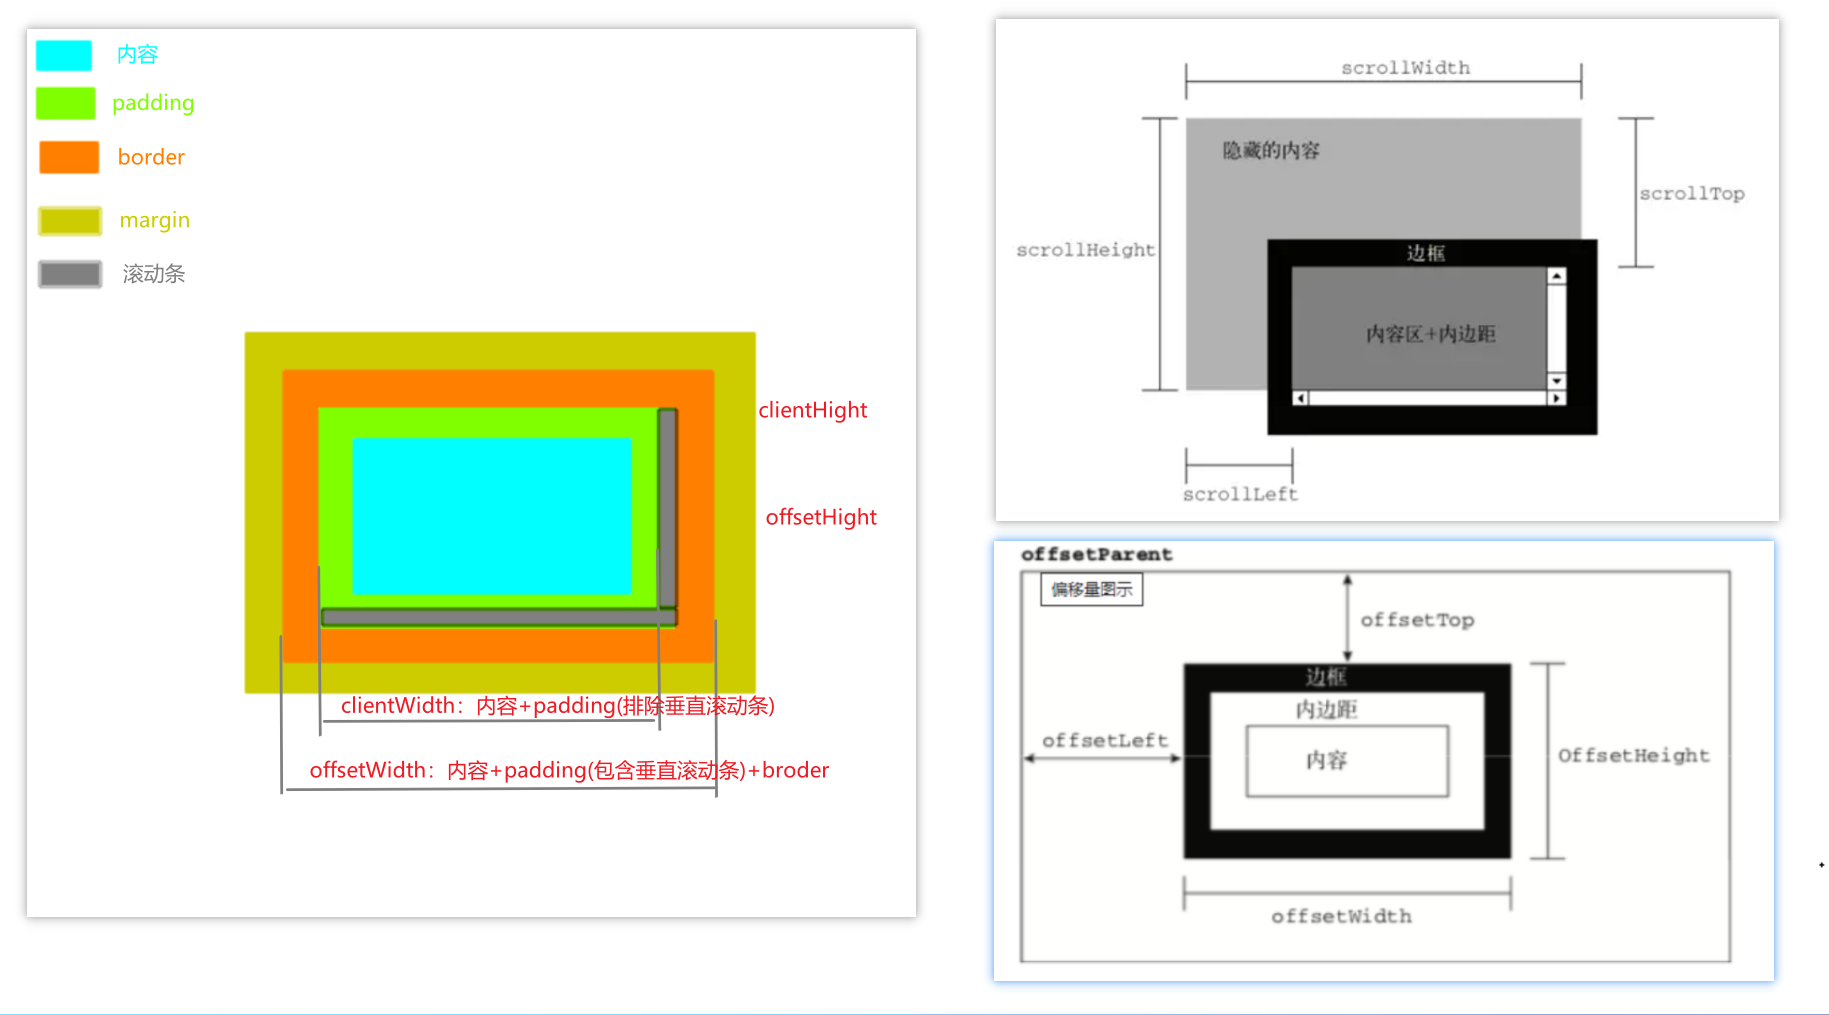 内容
padding
border
margin
滚动条
clientHight
offsetHight
clientWidth：内容+padding(排除垂直滚动条)
offsetWidth：内容+padding(包含垂直滚动条)+broder
scrollWidth
隐藏的内容
scrollTop
scrollHeight
边框
内容区+内边距
scrollLeft
offsetParent
偏移量图示
offsetTop
边框
内边距
offsetLeft
内容
OffsetHeight
offsetWidth